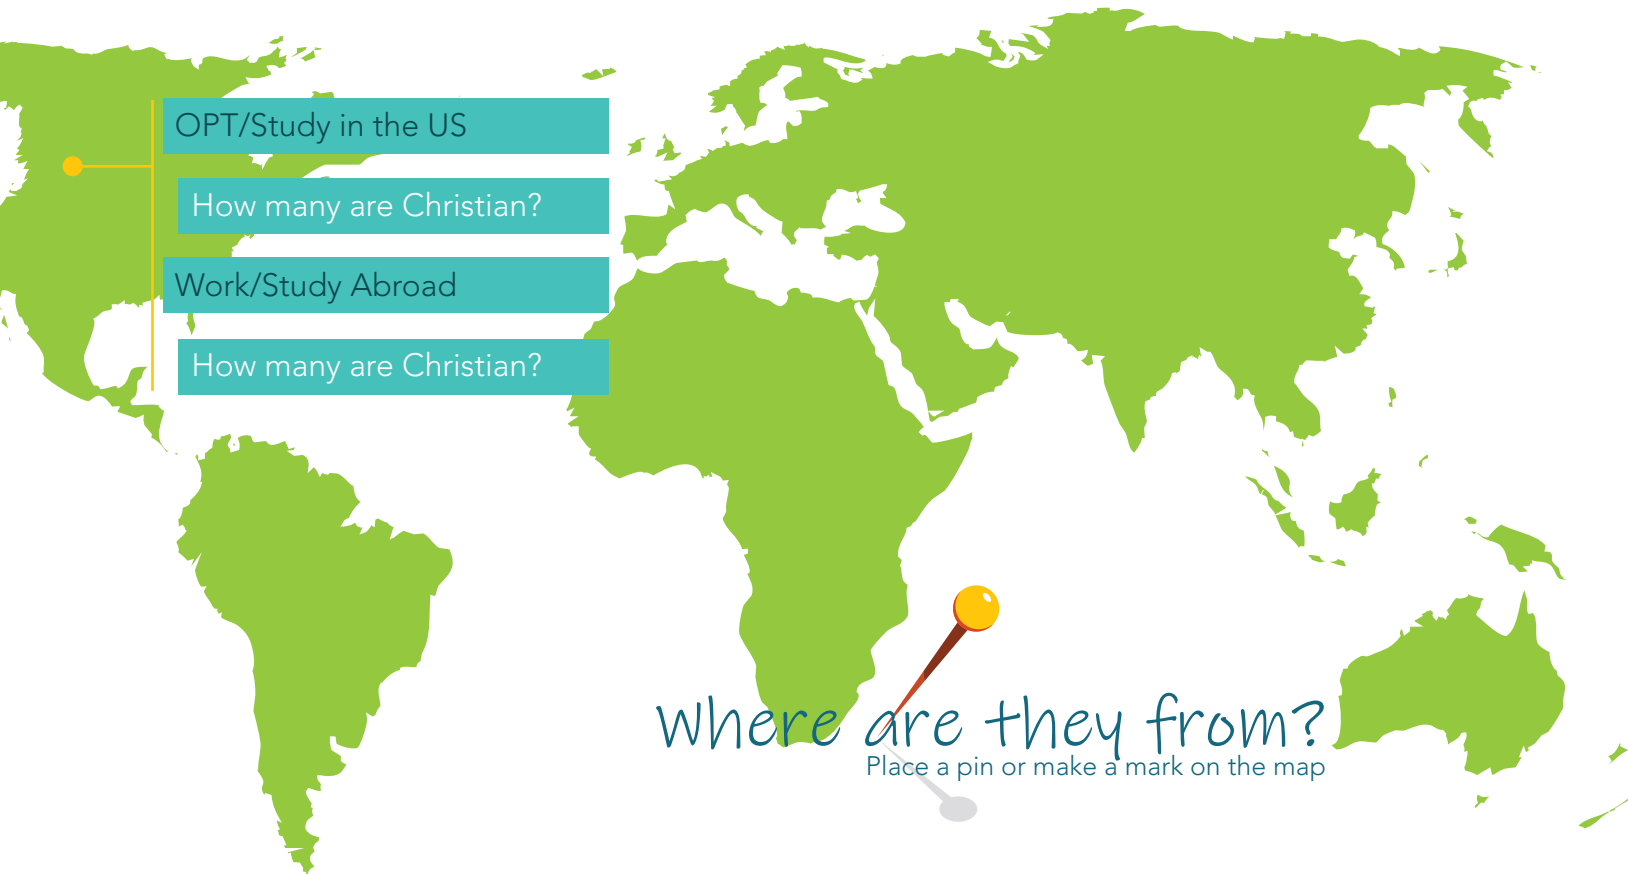 OPT/Study in the US
How many are Christian?
Work/Study Abroad
How many are Christian?
Where are they from?
Place a pin or make a mark on the map